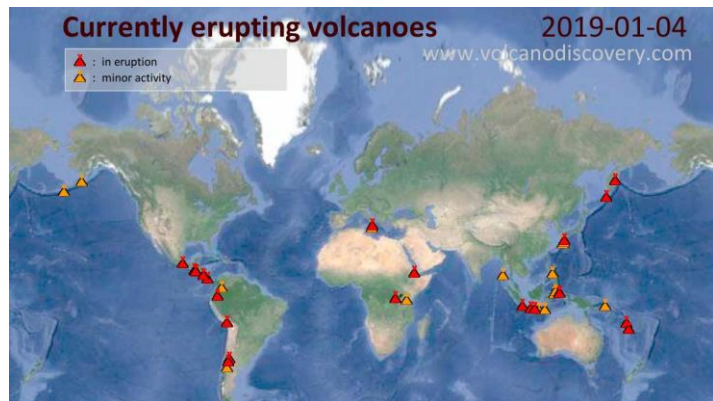 Currently erupting volcanoes 2019-01-04
www.volcanodiscovery.com
: in eruption
: minor activity